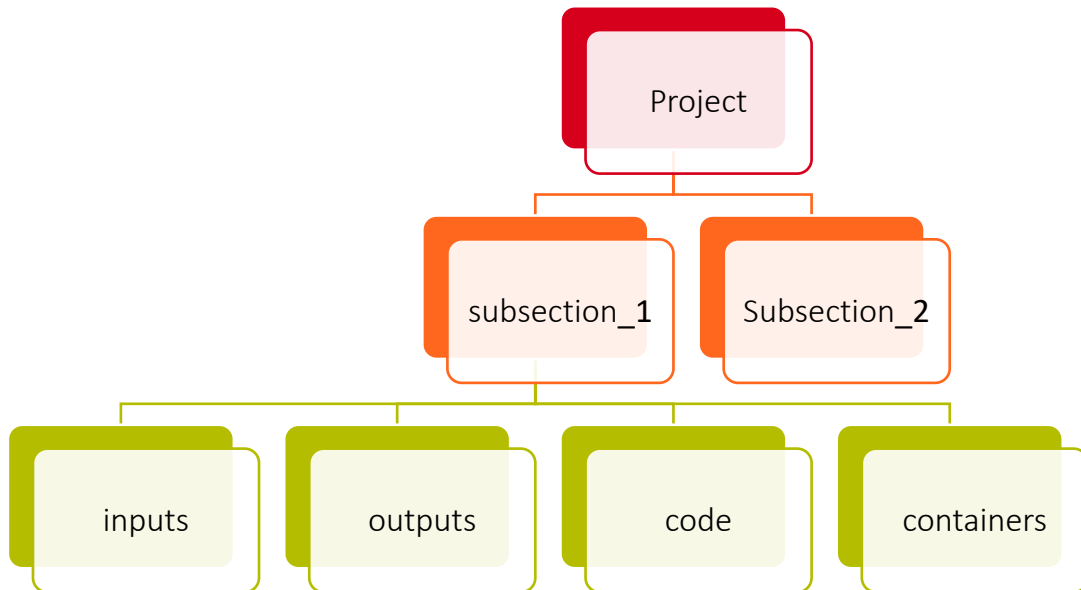 Project
subsection_1
Subsection_2
inputs
outputs
code
containers